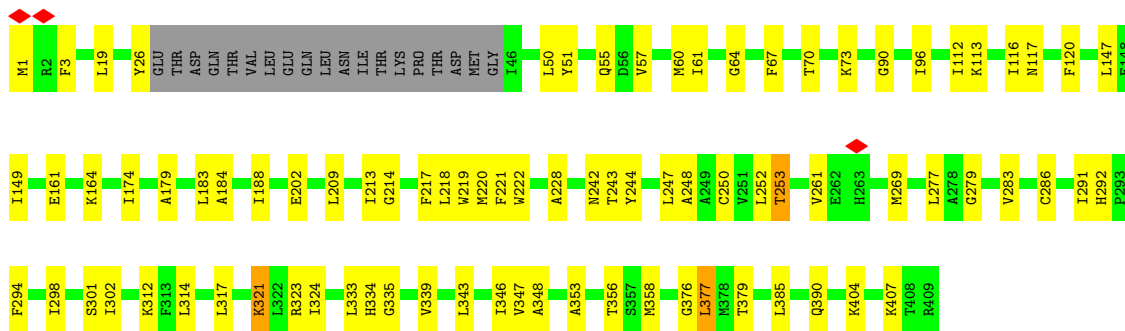 M1 R2 F3 L19 Y26 GLU THR ASP GLN THR VAL LEU GLU GLN LEU ASN ILE THR LYS PRO THR ASP MET GLY I46 L50 Y51 Q55 D56 V57 M60 I61 G64 F67 T70 K73 G90 I96 I112 K113 I116 N117 F120 L147 E148
I149 E161 K164 I174 A179 L183 A184 I188 E202 L209 I213 G214 F217 L218 W219 M220 F221 W222 A228 N242 T243 Y244 L247 A248 A249 C250 V251 L252 T253 V261 E262 H263 M269 L277 A278 G279 V283 C286 I291 H292 P293
F294 I298 S301 I302 K312 F313 L314 L317 K321 L322 R323 I324 L333 H334 G335 V339 L343 I346 V347 A348 A353 T356 S357 M358 G376 L377 M378 T379 L385 Q390 K404 K407 T408 R409